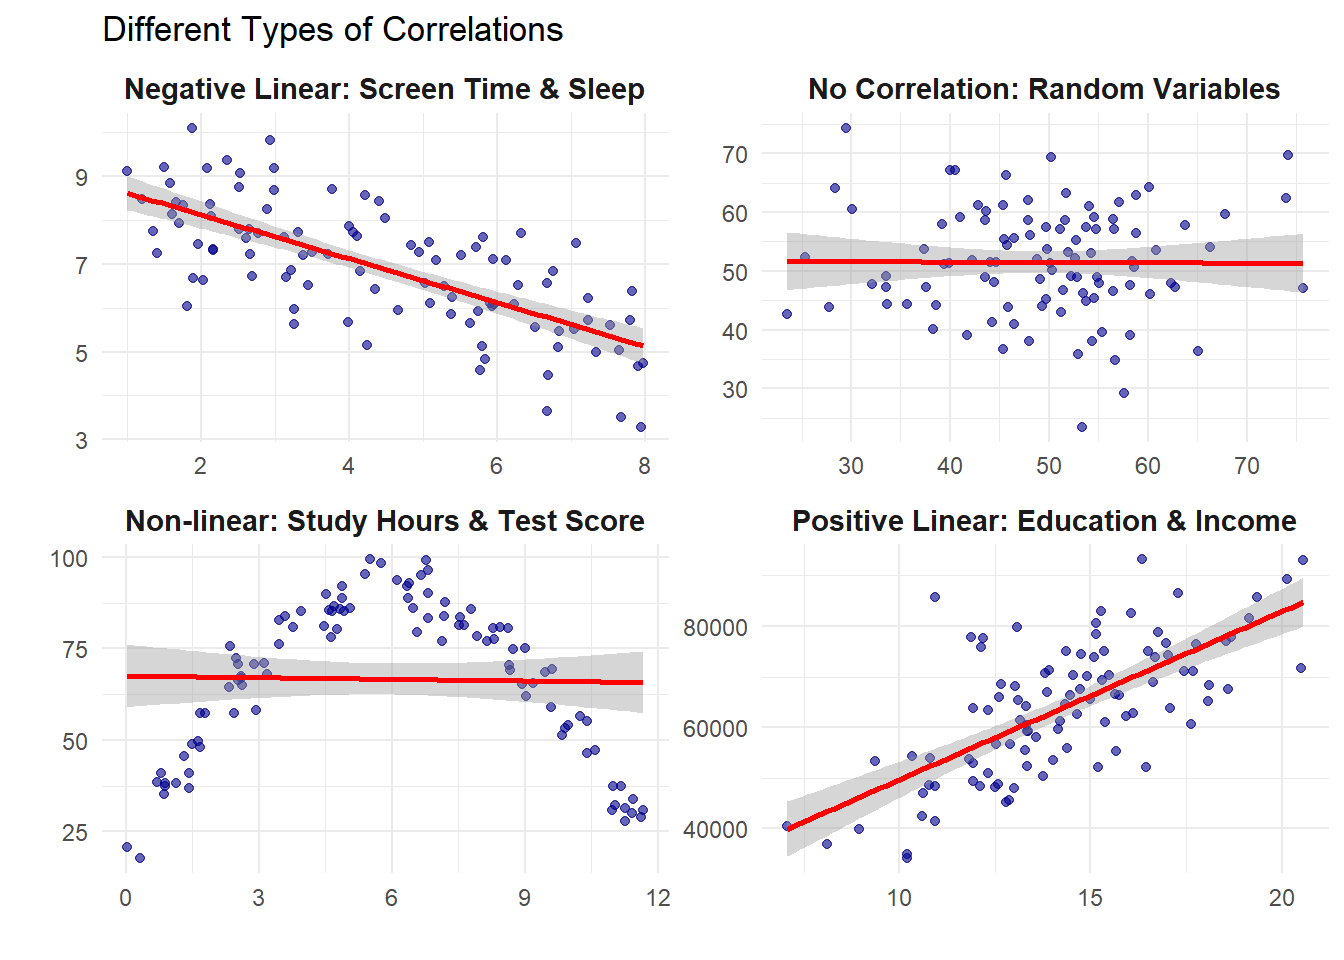 Different Types of Correlations
Negative Linear: Screen Time & Sleep
9
7
5
3
2 4 6 8
No Correlation: Random Variables
70
60
50
40
30
30 40 50 60 70
Non-linear: Study Hours & Test Score
100
75
50
25
0 3 6 9 12
Positive Linear: Education & Income
80000
60000
40000
10 15 20